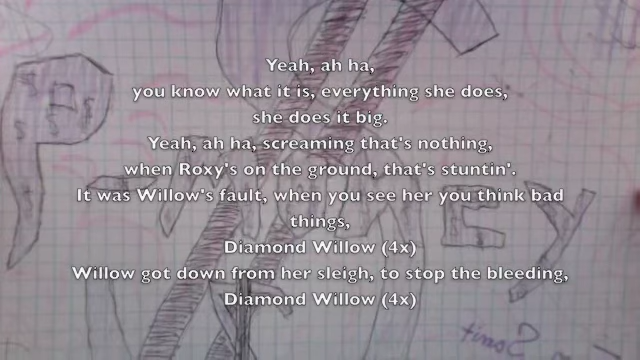 Yeah, ah ha,
you know what it is, everything she does,
she does it big.
Yeah, ah ha, screaming that's nothing,
when Roxy's on the ground, that's stuntin'.
It was Willow's fault, when you see her you think bad
things,
Diamond Willow (4x)
Willow got down from her sleigh, to stop the bleeding,
Diamond Willow (4x)